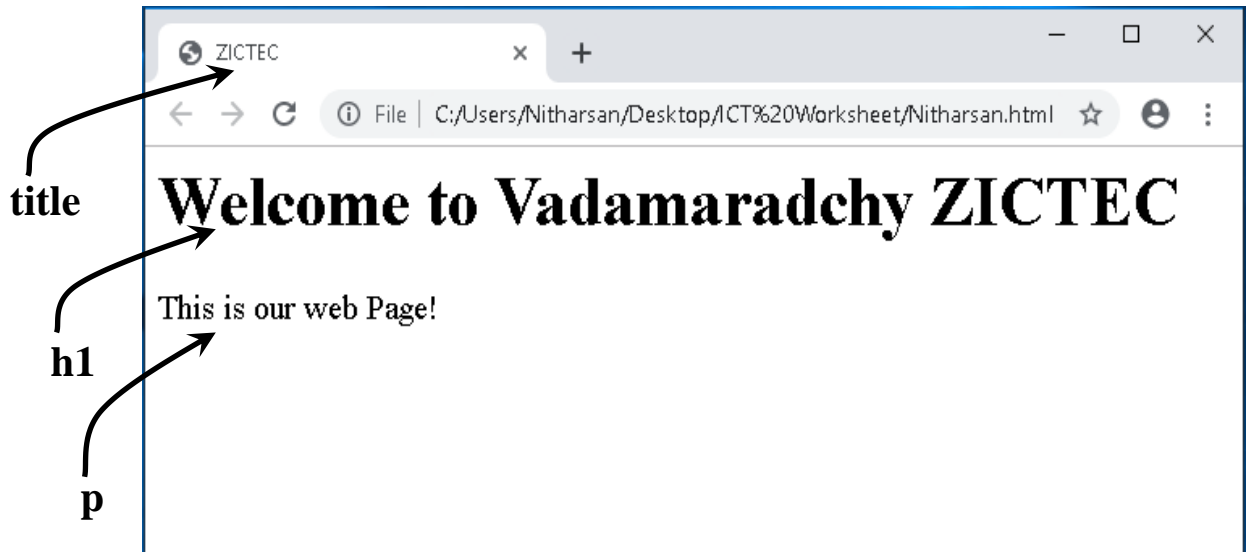 ZICTEC
File | C:/Users/Nitharsan/Desktop/ICT%20Worksheet/Nitharsan.html
title
Welcome to Vadamaradchy ZICTEC
This is our web Page!
h1
p